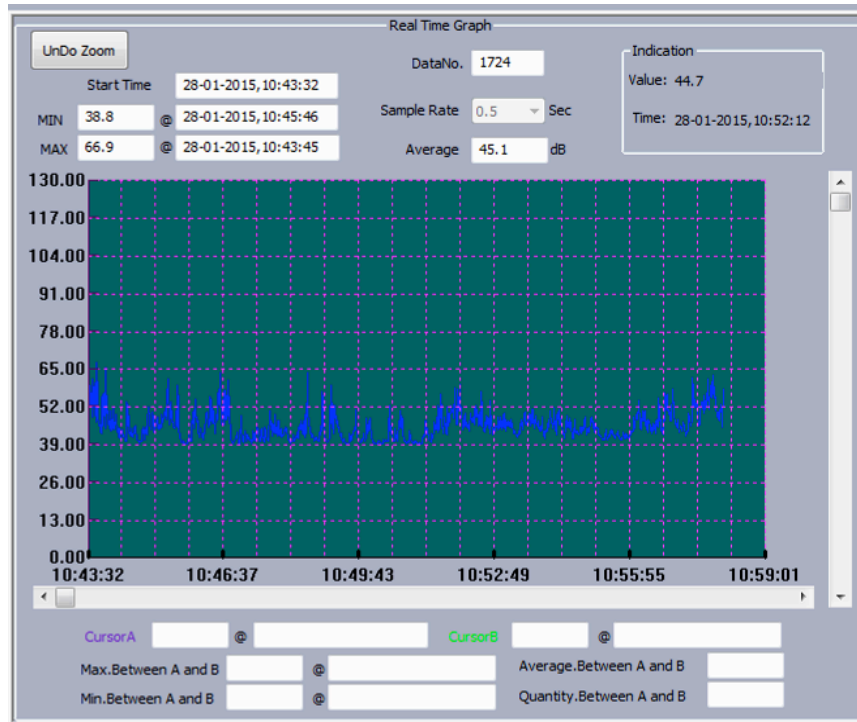 Real Time Graph
UnDo Zoom
DataNo. 1724
Indication
Value: 44.7
Time: 28-01-2015,10:52:12
Start Time 28-01-2015,10:43:32
MIN 38.8 @ 28-01-2015,10:45:46
MAX 66.9 @ 28-01-2015,10:43:45
Sample Rate 0.5 Sec
Average 45.1 dB
130.00
117.00
104.00
91.00
78.00
65.00
52.00
39.00
26.00
13.00
0.00
10:43:32 10:46:37 10:49:43 10:52:49 10:55:55 10:59:01
CursorA @ CursorB @
Max.Between A and B @ Average.Between A and B
Min.Between A and B @ Quantity.Between A and B